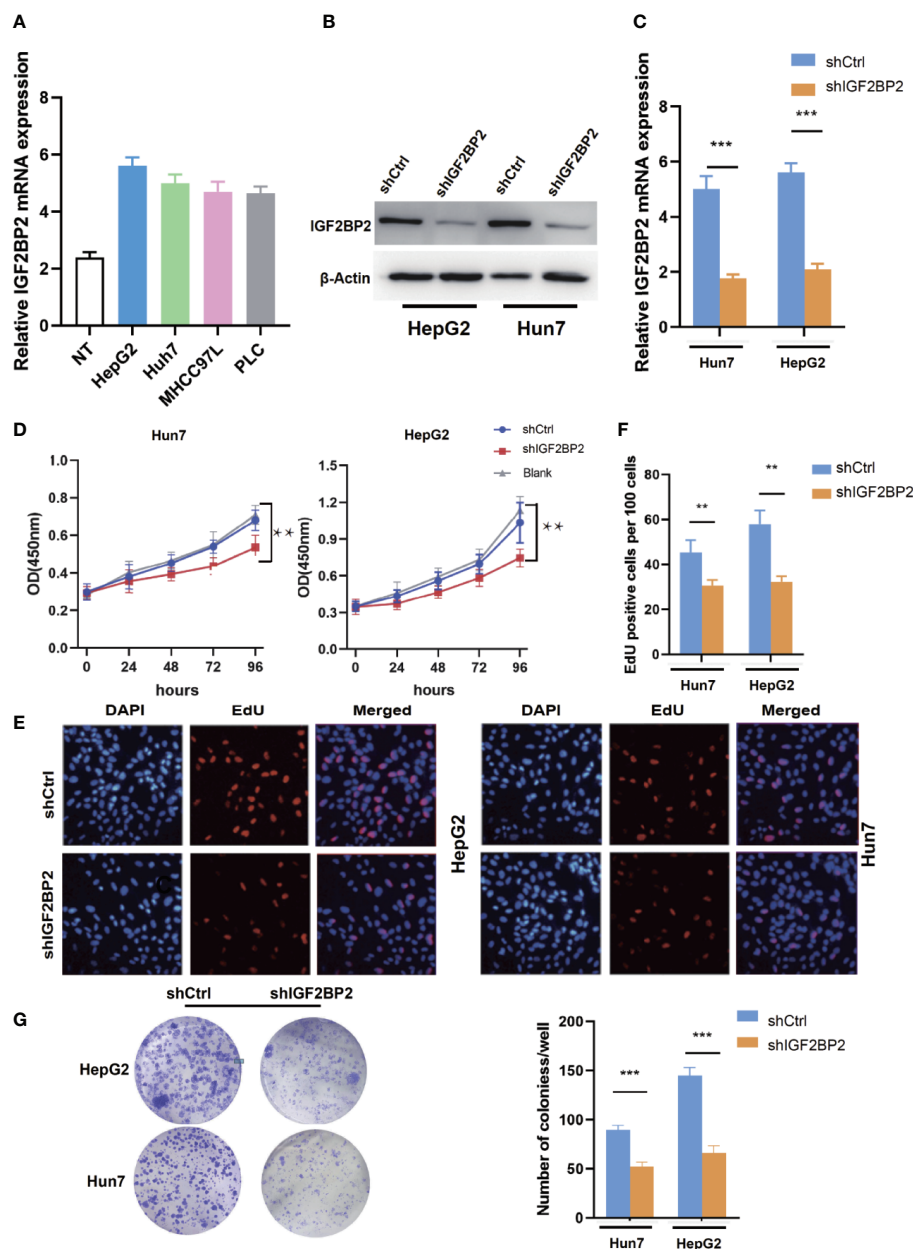 A
Relative IGF2BP2 mRNA expression
8
6
4
2
0
NT
HepG2
Huh7
MHCC97L
PLC
B
shCtrl
shIGF2BP2
shCtrl
shIGF2BP2
IGF2BP2
β-Actin
HepG2
Hun7
C
shCtrl
shIGF2BP2
Relative IGF2BP2 mRNA expression
8
6
4
2
0
***
***
Hun7
HepG2
D
Hun7
OD(450nm)
1.0
0.8
0.6
0.4
0.2
0.0
**
0
24
48
72
96
hours
HepG2
shCtrl
shIGF2BP2
Blank
OD(450nm)
1.5
1.2
0.9
0.6
0.3
0.0
**
0
24
48
72
96
hours
F
shCtrl
shIGF2BP2
EdU positive cells per 100 cells
80
60
40
20
0
**
**
Hun7
HepG2
E
DAPI
EdU
Merged
DAPI
EdU
Merged
shCtrl
shIGF2BP2
HepG2
Hun7
G
shCtrl
shIGF2BP2
HepG2
Hun7
shCtrl
shIGF2BP2
Number of coloniess/well
200
150
100
50
0
***
***
Hun7
HepG2